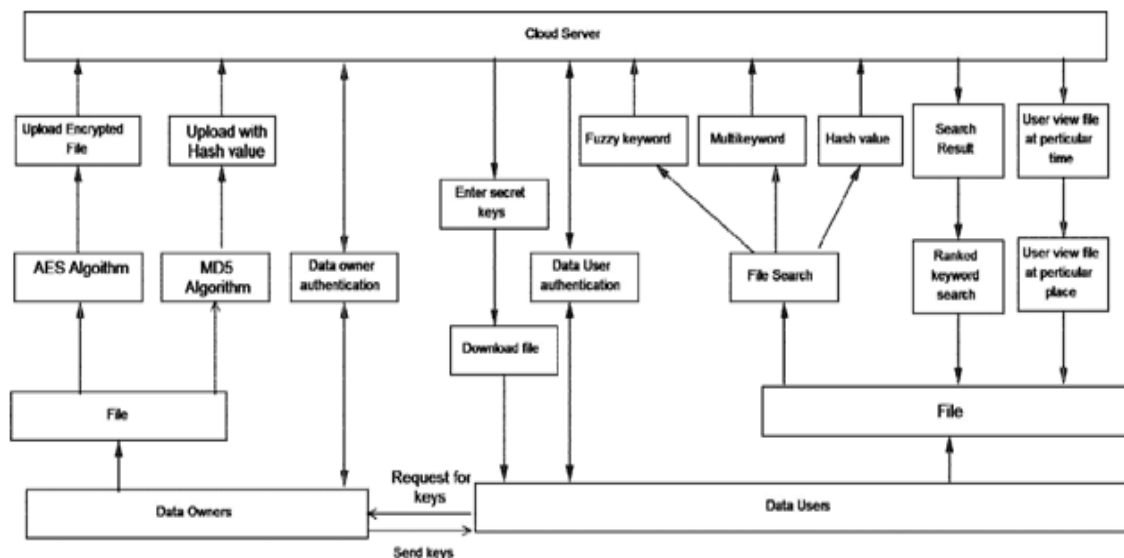 Cloud Server
Upload Encrypted
File
Upload with
Hash value
Fuzzy keyword
Multikeyword
Hash value
Search
Result
User view file
at perticular
time
Enter secret
keys
AES Algoithm
MD5
Algorithm
Data owner
authentication
Data User
authentication
File Search
Ranked
keyword
search
User view file
at perticular
place
Download file
File
File
Request for
keys
Data Owners
Data Users
Send keys